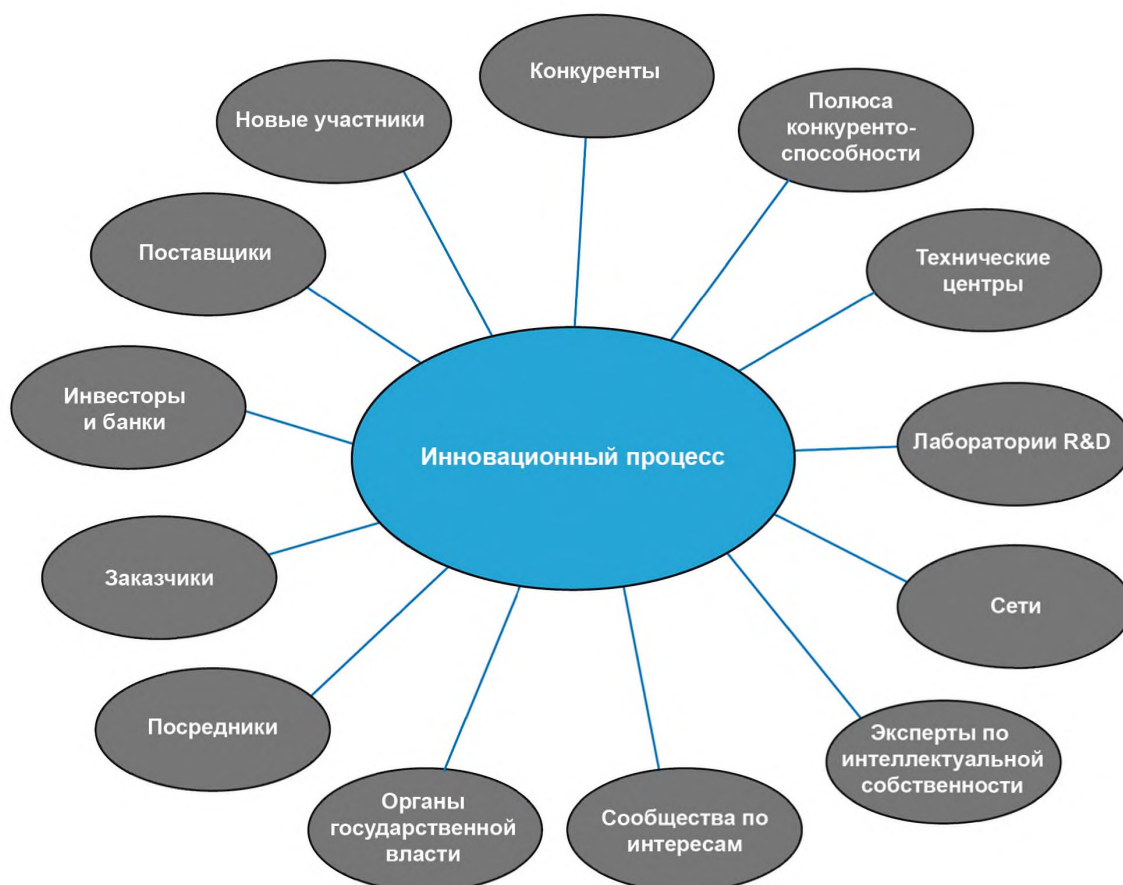 Конкуренты
Полюса
конкуренто-
способности
Новые участники
Поставщики
Технические
центры
Инвесторы
и банки
Инновационный процесс
Лаборатории R&D
Заказчики
Сети
Посредники
Эксперты по
интеллектуальной
собственности
Органы
государственной
власти
Сообщества по
интересам